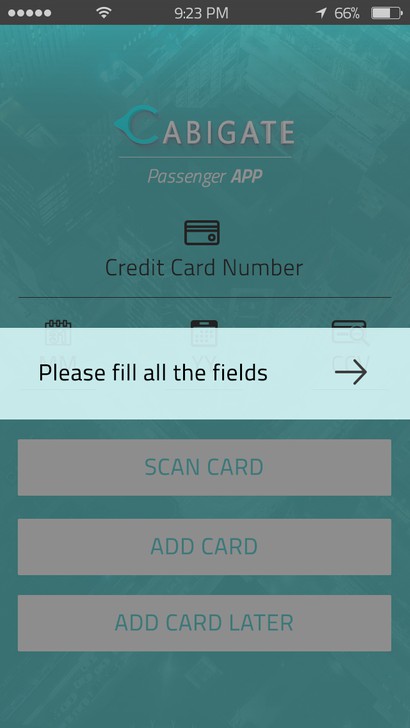 9:23 PM 66%
CABIGATE
Passenger APP
Credit Card Number
MM YY CCV
Please fill all the fields
SCAN CARD
ADD CARD
ADD CARD LATER